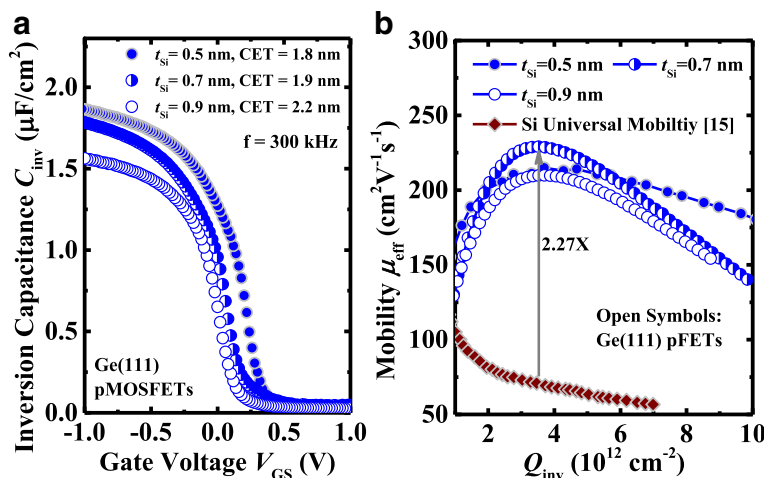 a
Inversion Capacitance C_inv (μF/cm²)
2.0
1.5
1.0
0.5
0.0
t_Si= 0.5 nm, CET = 1.8 nm
t_Si= 0.7 nm, CET = 1.9 nm
t_Si= 0.9 nm, CET = 2.2 nm
f = 300 kHz
Ge(111)
pMOSFETs
-1.0 -0.5 0.0 0.5 1.0
Gate Voltage V_GS (V)
b
Mobility μ_eff (cm²V⁻¹s⁻¹)
300
250
200
150
100
50
t_Si=0.5 nm t_Si=0.7 nm
t_Si=0.9 nm
Si Universal Mobiltiy [15]
2.27X
Open Symbols:
Ge(111) pFETs
2 4 6 8 10
Q_inv (10¹² cm⁻²)